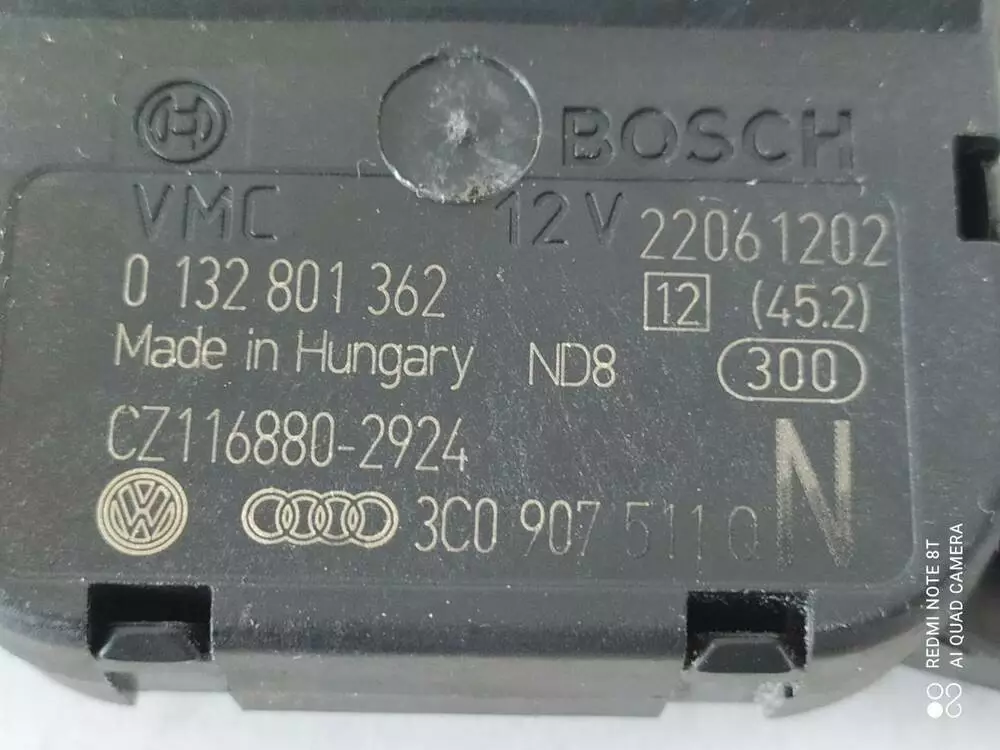 BOSCH
VMC 12V 22061202
0 132 801 362 12 (45.2)
Made in Hungary ND8 300
CZ116880-2924 N
3C0 907 511 Q
REDMI NOTE 8T
AI QUAD CAMERA